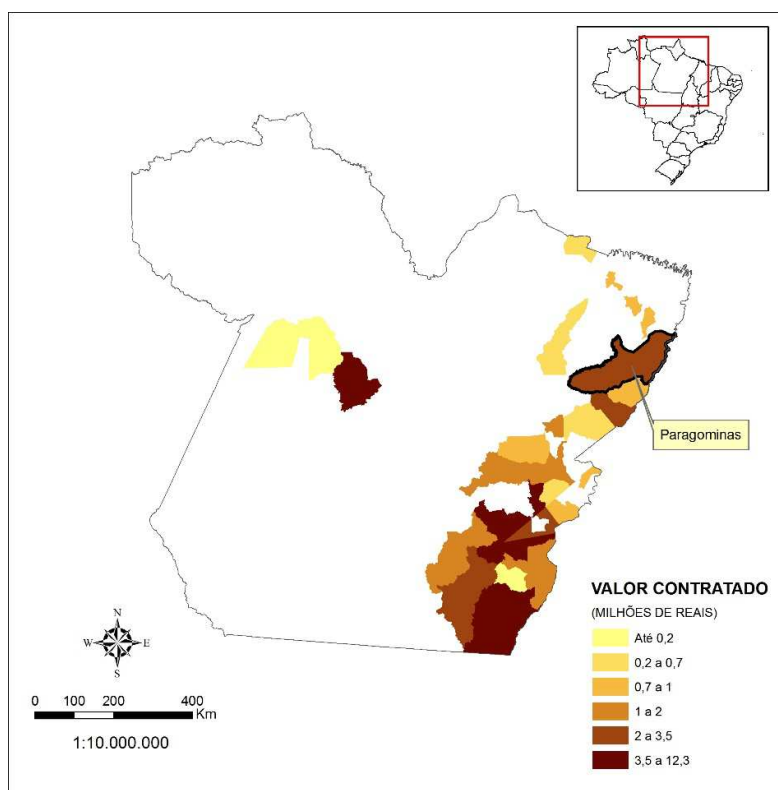 Paragominas
VALOR CONTRATADO
(MILHÕES DE REAIS)
Até 0,2
0,2 a 0,7
0,7 a 1
1 a 2
2 a 3,5
3,5 a 12,3
N
W E
S
0 100 200 400
Km
1:10.000.000